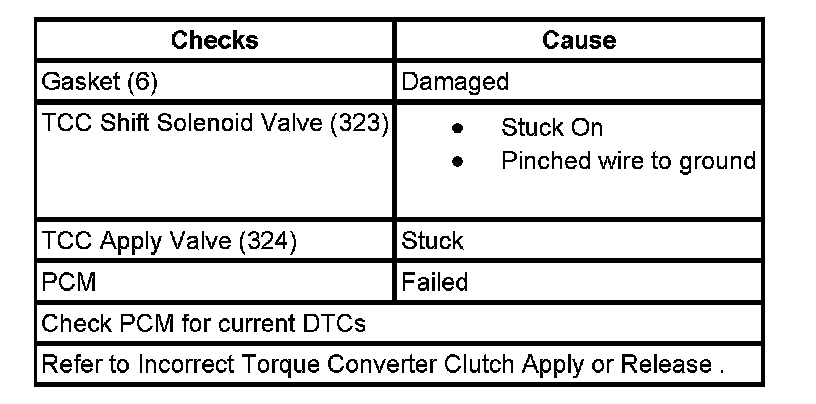 Checks Cause
Gasket (6) Damaged
TCC Shift Solenoid Valve (323) • Stuck On
• Pinched wire to ground
TCC Apply Valve (324) Stuck
PCM Failed
Check PCM for current DTCs
Refer to Incorrect Torque Converter Clutch Apply or Release .